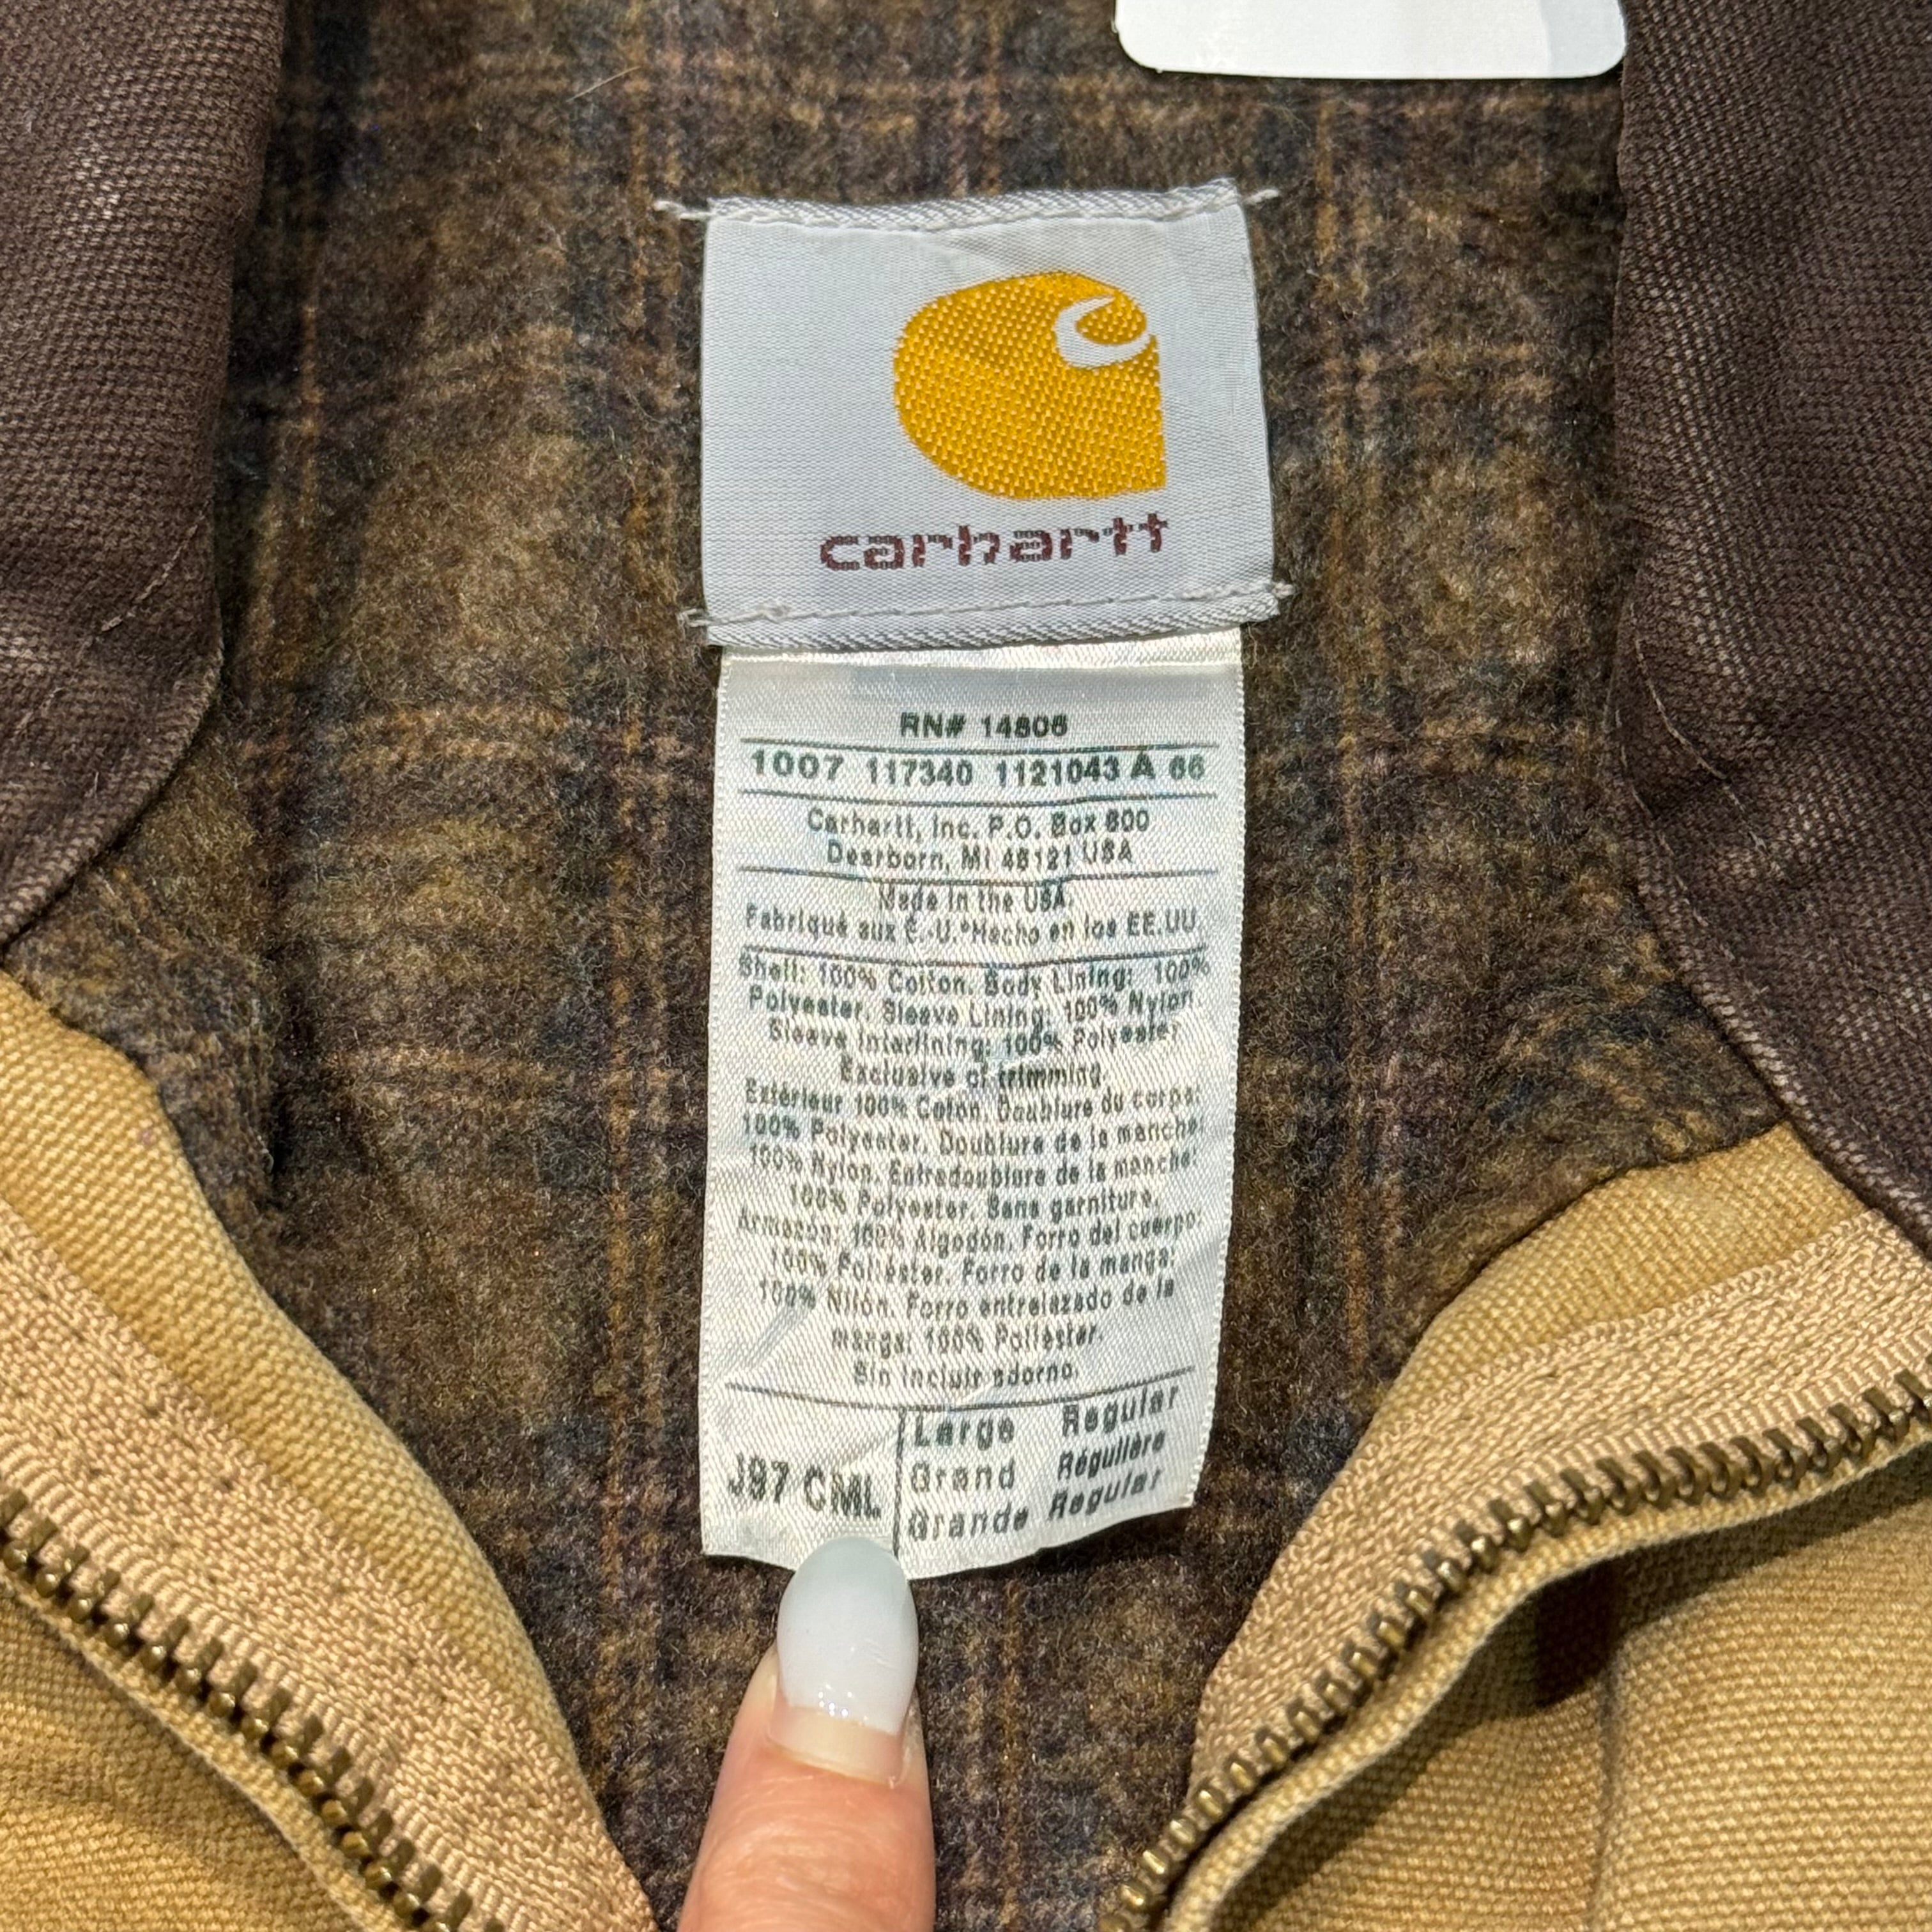 carhartt
RN# 14806
1007 117340 1121043 A 66
Carhartt, Inc. P.O. Box 600
Dearborn, MI 48121 USA
Made in the USA.
Fabriqué aux É.-U.*Hecho en los EE.UU
Shell: 100% Cotton. Body Lining: 100%
Polyester. Sleeve Lining: 100% Nylon
Sleeve Interlining: 100% Polyester
Exclusive of trimming.
Extérieur 100% Coton. Doublure du corps:
100% Polyester. Doublure de la manche:
100% Nylon. Entredoublure de la manche:
100% Polyester. Sans garniture.
Armazon: 100% Algodón. Forro del cuerpo:
100% Poliéster. Forro de la manga:
100% Nilón. Forro entrelazado de la
manga: 100% Poliéster.
Sin incluir adorno.
J97 CML
Large Regular
Grand Régulière
Grande Regular